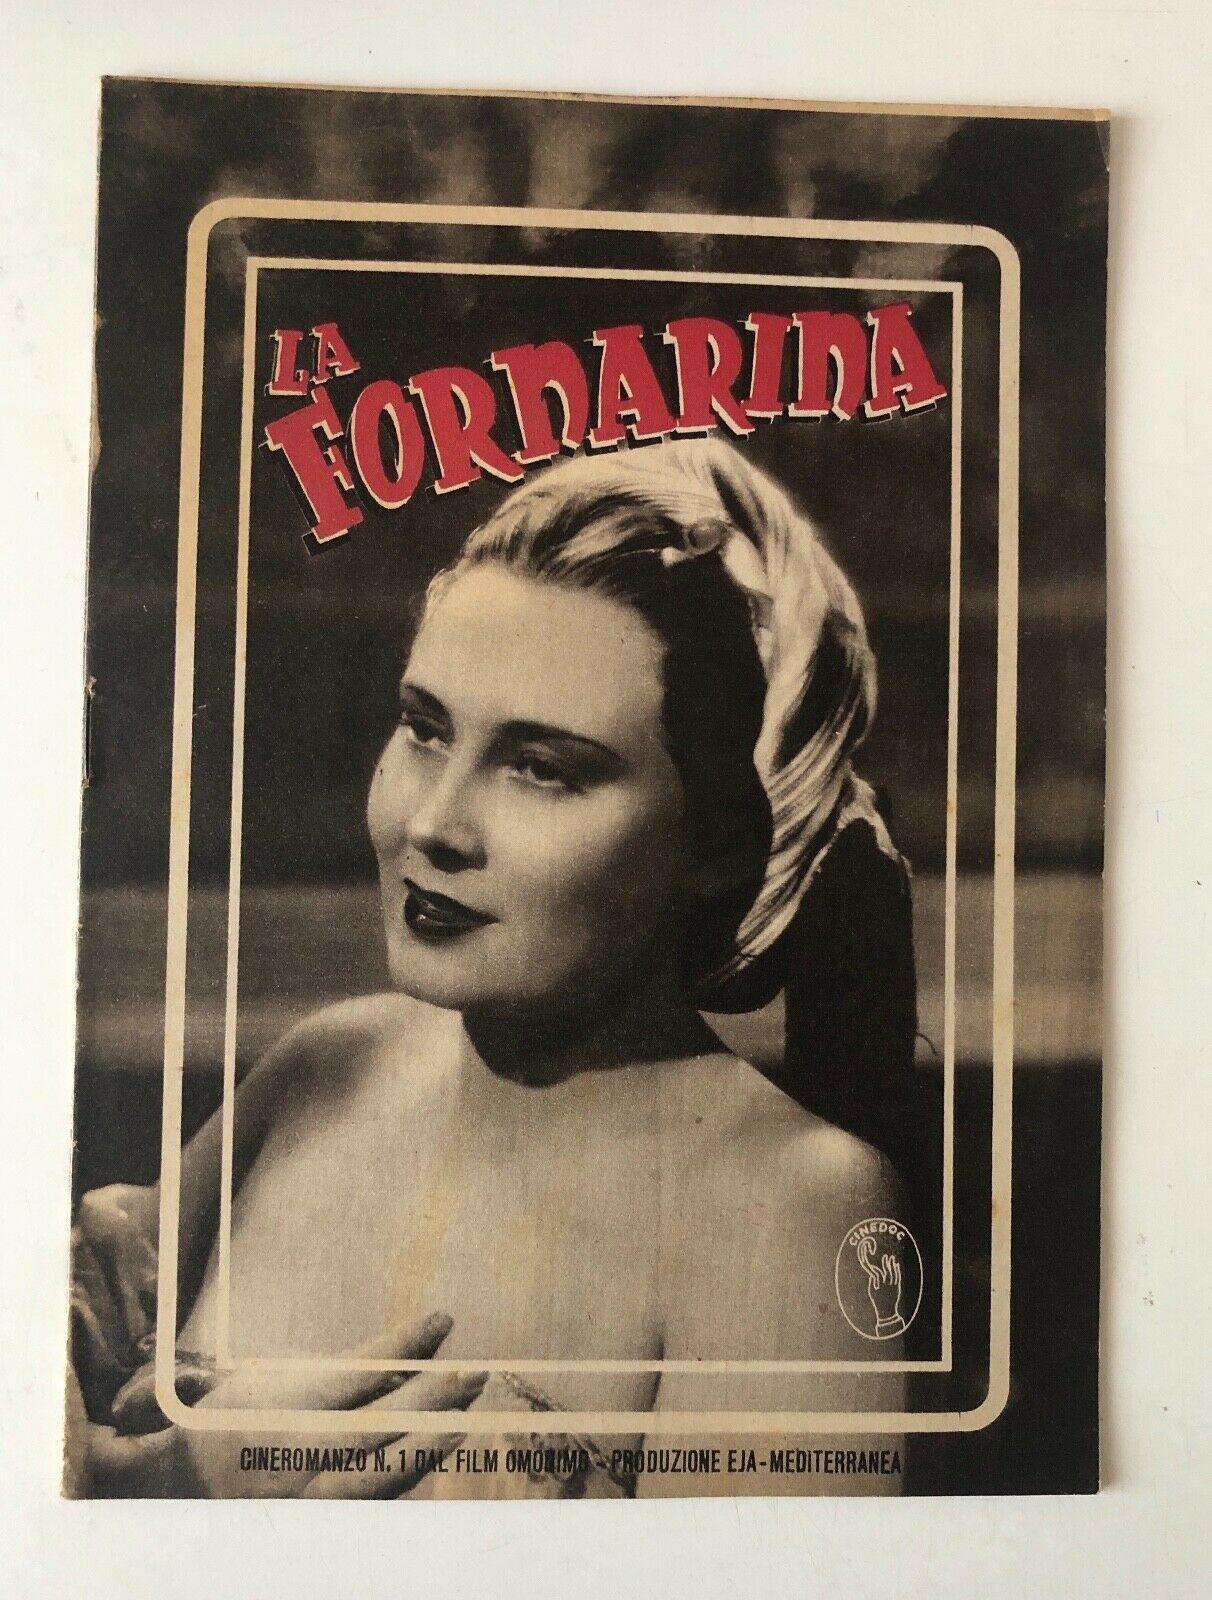 LA
FORNARINA
CINEDOC
CINEROMANZO N. 1 DAL FILM OMONIMO - PRODUZIONE EJA-MEDITERRANEA